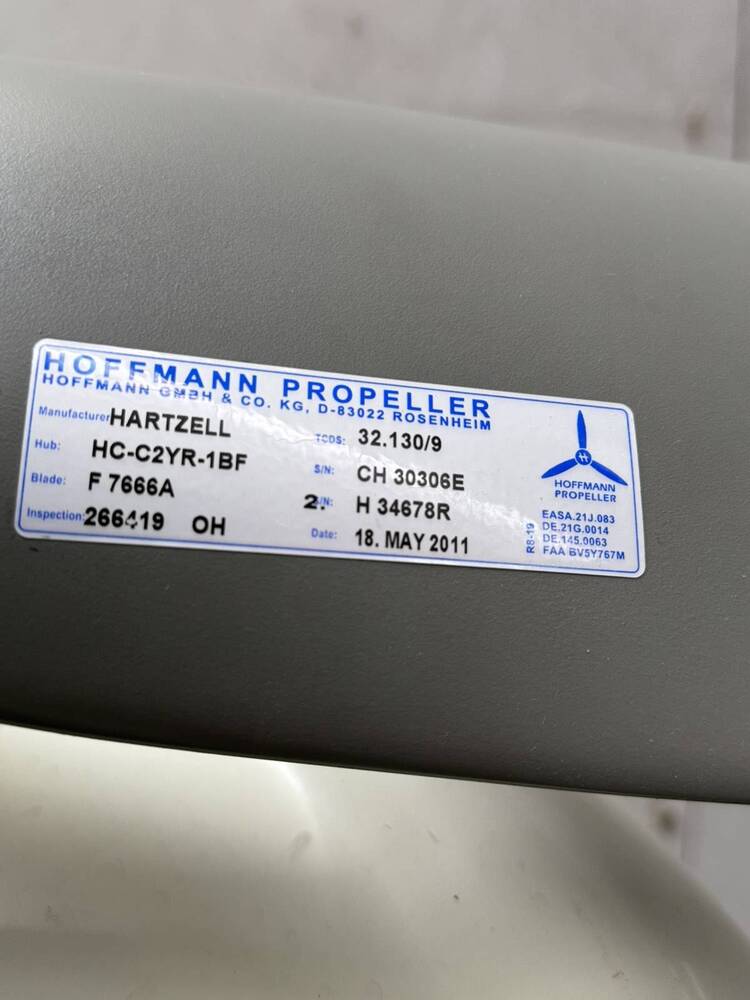 HOFFMANN PROPELLER
HOFFMANN GMBH & CO. KG, D-83022 ROSENHEIM
Manufacturer HARTZELL TCDS: 32.130/9
Hub: HC-C2YR-1BF S/N: CH 30306E
Blade: F 7666A 2. S/N: H 34678R
Inspection: 266419 OH Date: 18. MAY 2011
H
HOFFMANN
PROPELLER
EASA.21J.083
DE.21G.0014
DE.145.0063
FAA BV5Y767M
R8-19